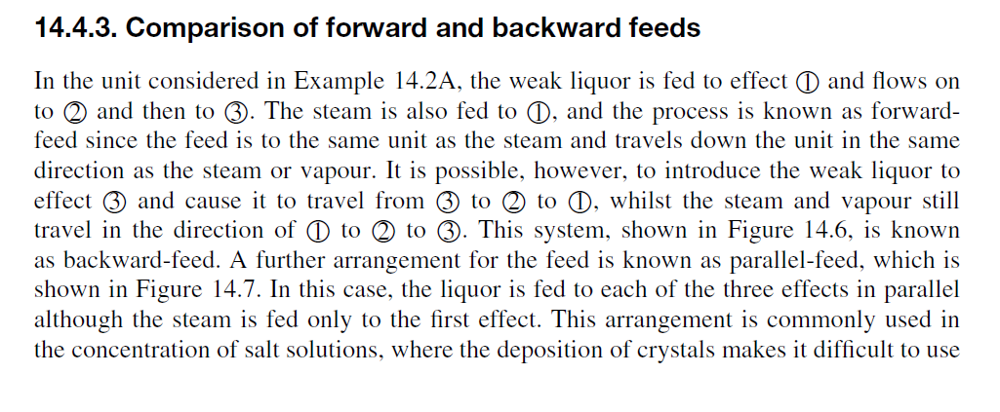 14.4.3. Comparison of forward and backward feeds
In the unit considered in Example 14.2A, the weak liquor is fed to effect ① and flows on
to ② and then to ③. The steam is also fed to ①, and the process is known as forward-
feed since the feed is to the same unit as the steam and travels down the unit in the same
direction as the steam or vapour. It is possible, however, to introduce the weak liquor to
effect ③ and cause it to travel from ③ to ② to ①, whilst the steam and vapour still
travel in the direction of ① to ② to ③. This system, shown in Figure 14.6, is known
as backward-feed. A further arrangement for the feed is known as parallel-feed, which is
shown in Figure 14.7. In this case, the liquor is fed to each of the three effects in parallel
although the steam is fed only to the first effect. This arrangement is commonly used in
the concentration of salt solutions, where the deposition of crystals makes it difficult to use